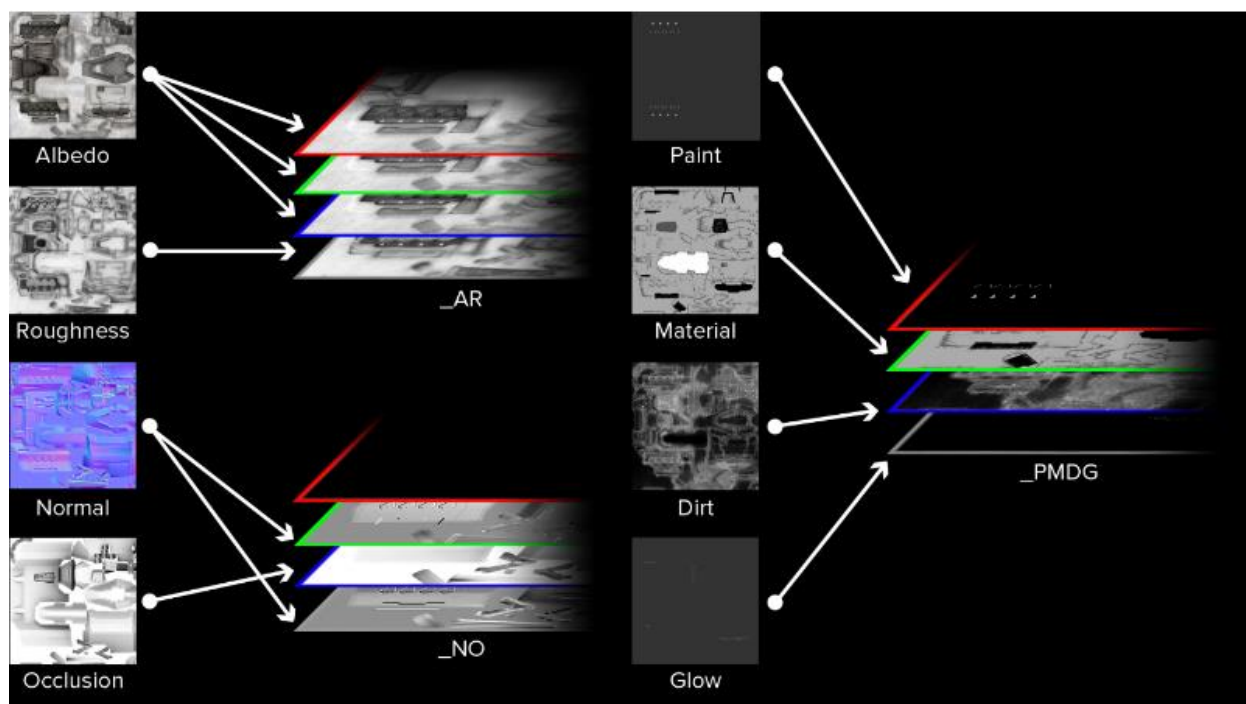 Albedo
Roughness
_AR
Normal
Occlusion
_NO
Paint
Material
Dirt
Glow
_PMDG